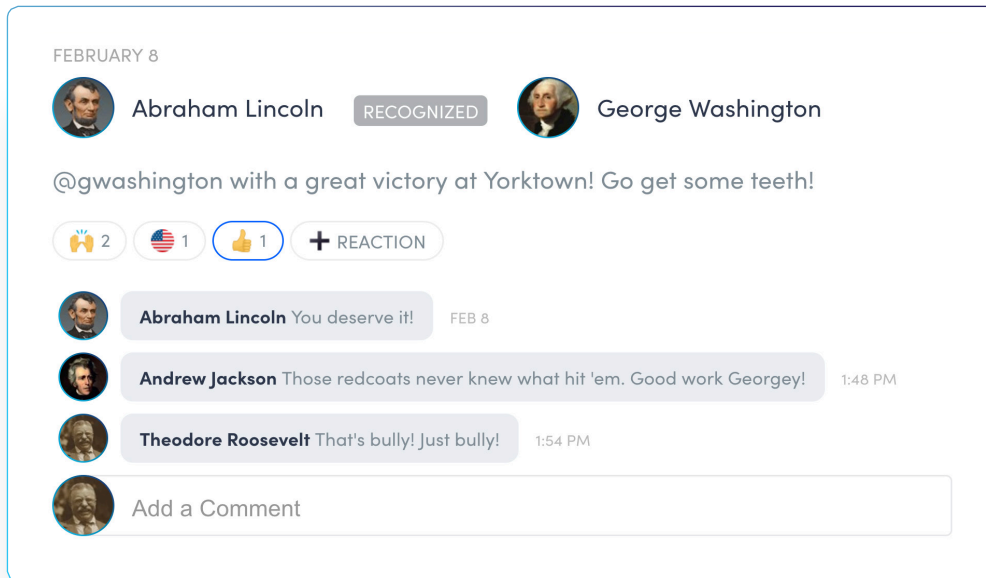 FEBRUARY 8
Abraham Lincoln RECOGNIZED George Washington
@gwashington with a great victory at Yorktown! Go get some teeth!
2 1 1 + REACTION
Abraham Lincoln You deserve it! FEB 8
Andrew Jackson Those redcoats never knew what hit 'em. Good work Georgey! 1:48 PM
Theodore Roosevelt That's bully! Just bully! 1:54 PM
Add a Comment